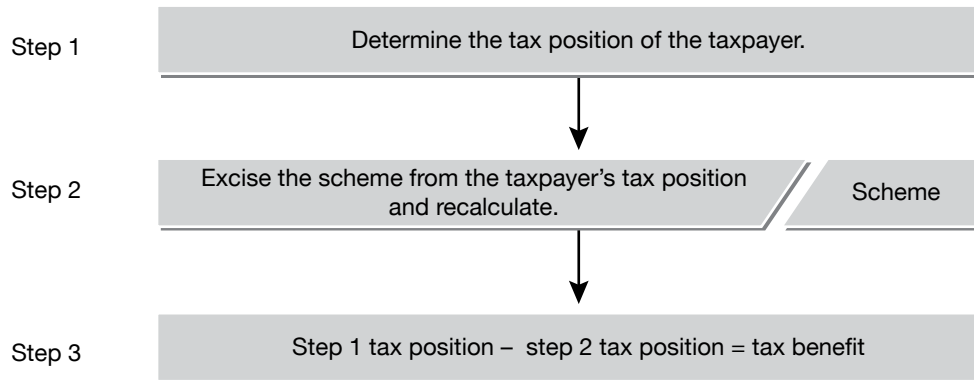 Step 1
Determine the tax position of the taxpayer.
Step 2
Excise the scheme from the taxpayer's tax position
and recalculate.
Scheme
Step 3
Step 1 tax position – step 2 tax position = tax benefit